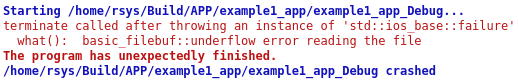 Starting /home/rsys/Build/APP/example1_app/example1_app_Debug...
terminate called after throwing an instance of 'std::ios_base::failure'
what():  basic_filebuf::underflow error reading the file
The program has unexpectedly finished.
/home/rsys/Build/APP/example1_app/example1_app_Debug crashed